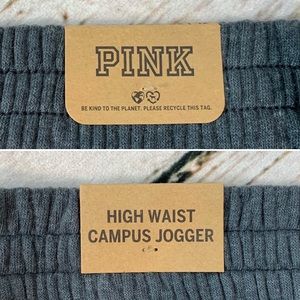 PINK
BE KIND TO THE PLANET. PLEASE RECYCLE THIS TAG.
HIGH WAIST
CAMPUS JOGGER